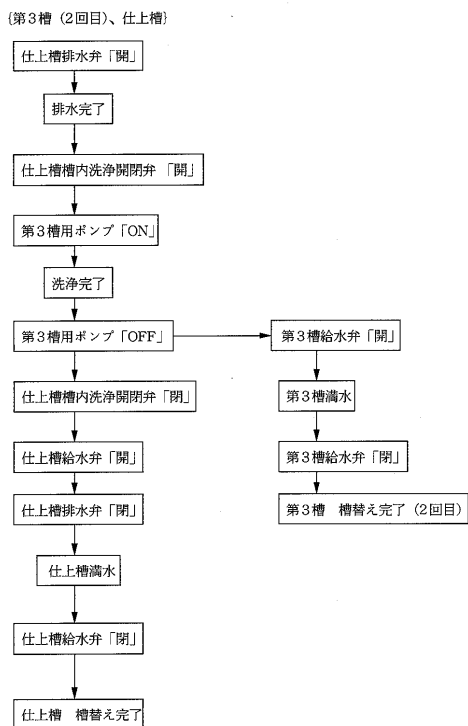 {第3槽（2回目）、仕上槽}
仕上槽排水弁「開」
排水完了
仕上槽槽内洗浄開閉弁「開」
第3槽用ポンプ「ON」
洗浄完了
第3槽用ポンプ「OFF」
仕上槽槽内洗浄開閉弁「閉」
仕上槽給水弁「開」
仕上槽排水弁「閉」
仕上槽満水
仕上槽給水弁「閉」
仕上槽　槽替え完了
第3槽給水弁「開」
第3槽満水
第3槽給水弁「閉」
第3槽　槽替え完了（2回目）